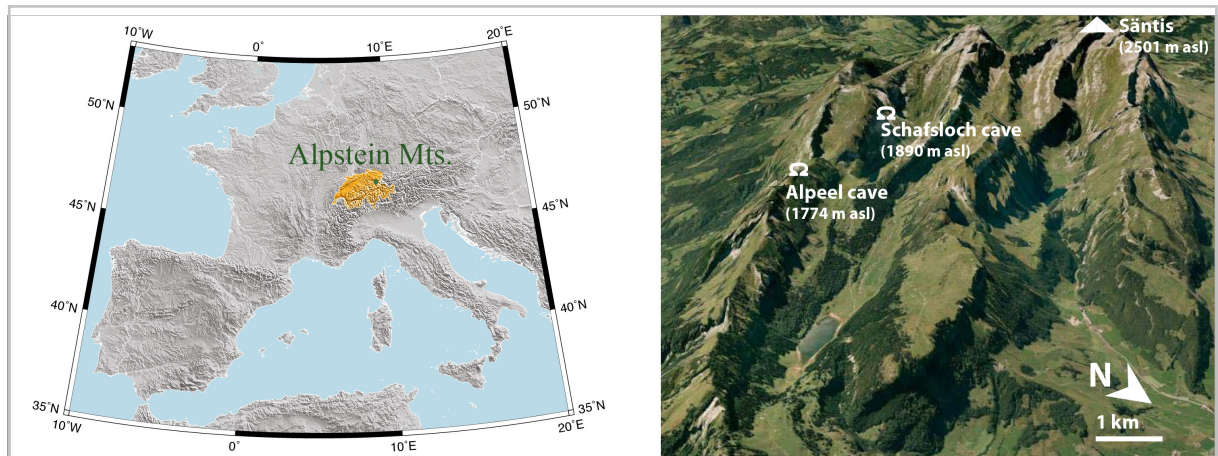 10˚W
0˚
10˚E
20˚E
50˚N
50˚N
Alpstein Mts.
45˚N
45˚N
40˚N
40˚N
35˚N
35˚N
10˚W
0˚
10˚E
20˚E
Säntis
(2501 m asl)
Schafsloch cave
(1890 m asl)
Alpeel cave
(1774 m asl)
N
1 km